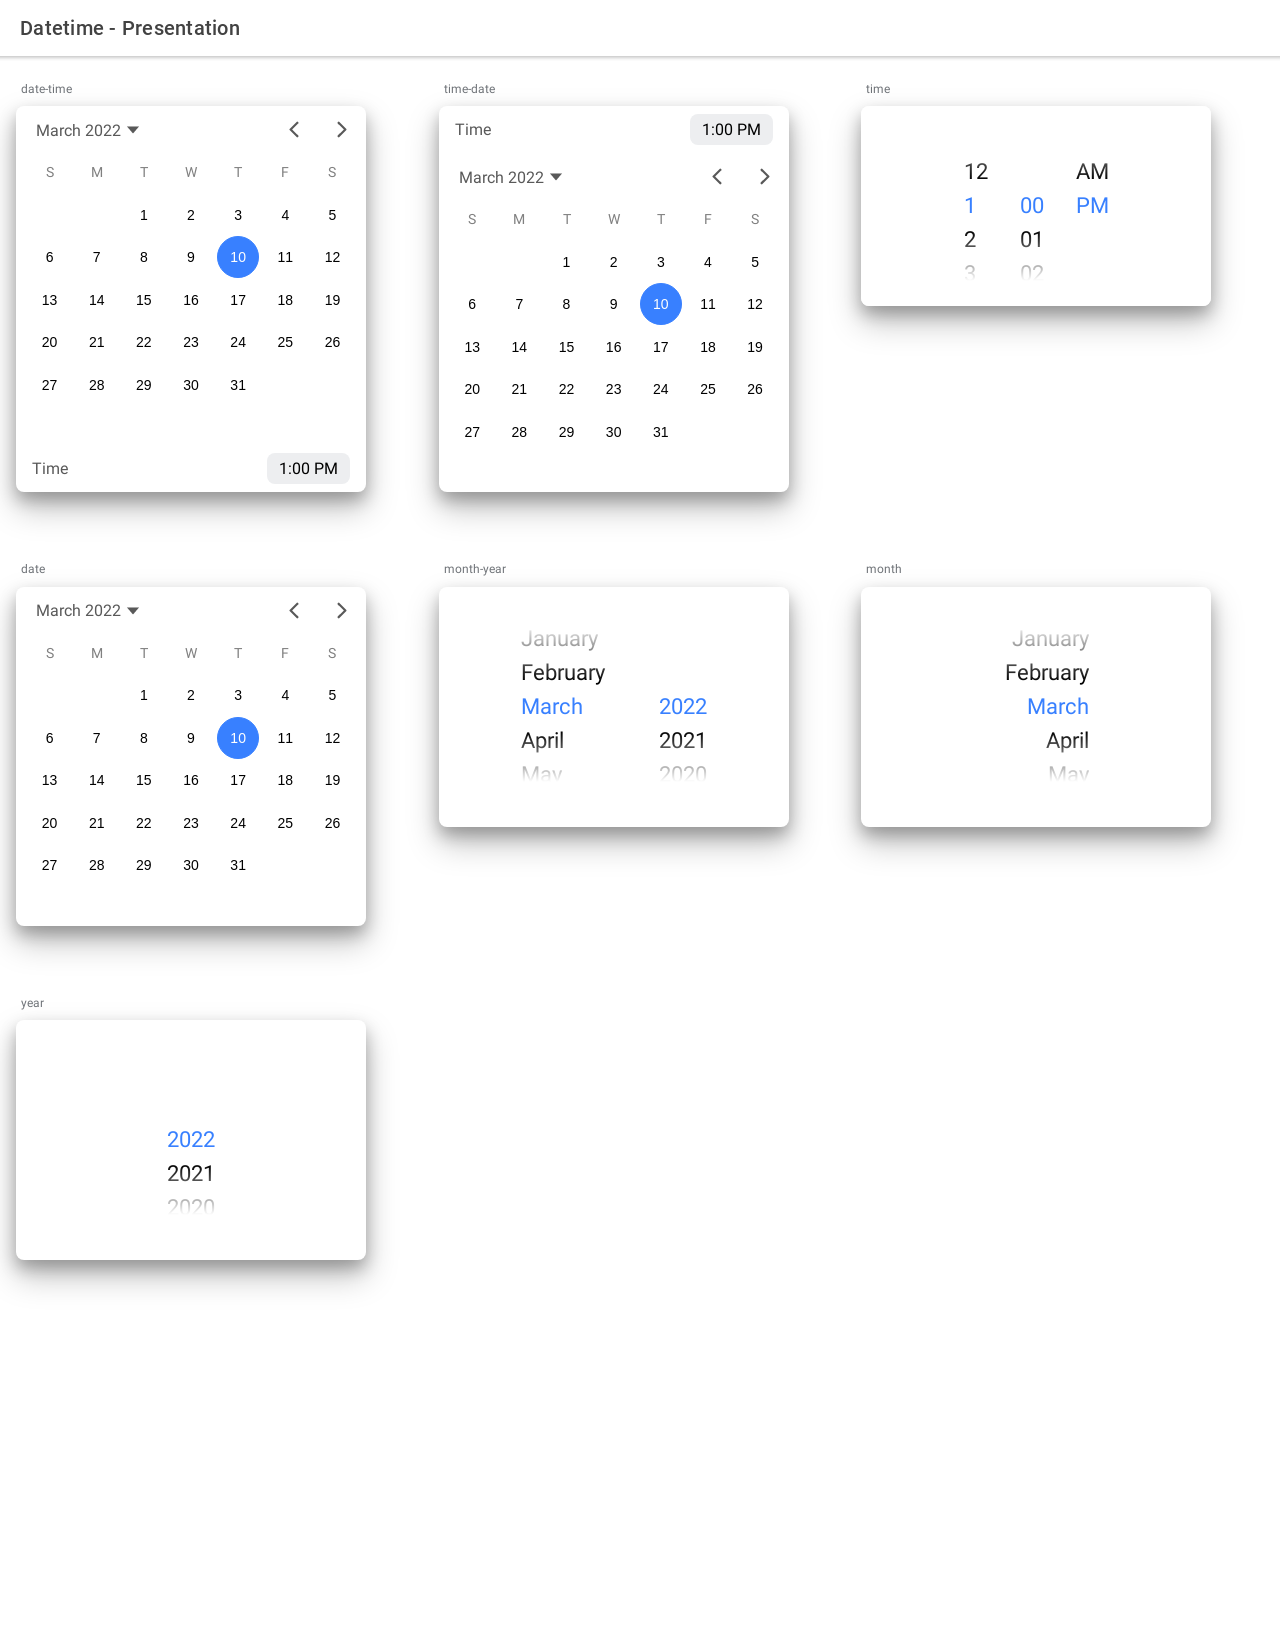 Datetime - Presentation
date-time
March 2022
S M T W T F S
1 2 3 4 5
6 7 8 9 10 11 12
13 14 15 16 17 18 19
20 21 22 23 24 25 26
27 28 29 30 31
Time 1:00 PM
time-date
Time 1:00 PM
March 2022
S M T W T F S
1 2 3 4 5
6 7 8 9 10 11 12
13 14 15 16 17 18 19
20 21 22 23 24 25 26
27 28 29 30 31
time
12 AM
1 00 PM
2 01
3 02
date
March 2022
S M T W T F S
1 2 3 4 5
6 7 8 9 10 11 12
13 14 15 16 17 18 19
20 21 22 23 24 25 26
27 28 29 30 31
month-year
January
February
March 2022
April 2021
May 2020
month
January
February
March
April
May
year
2022
2021
2020